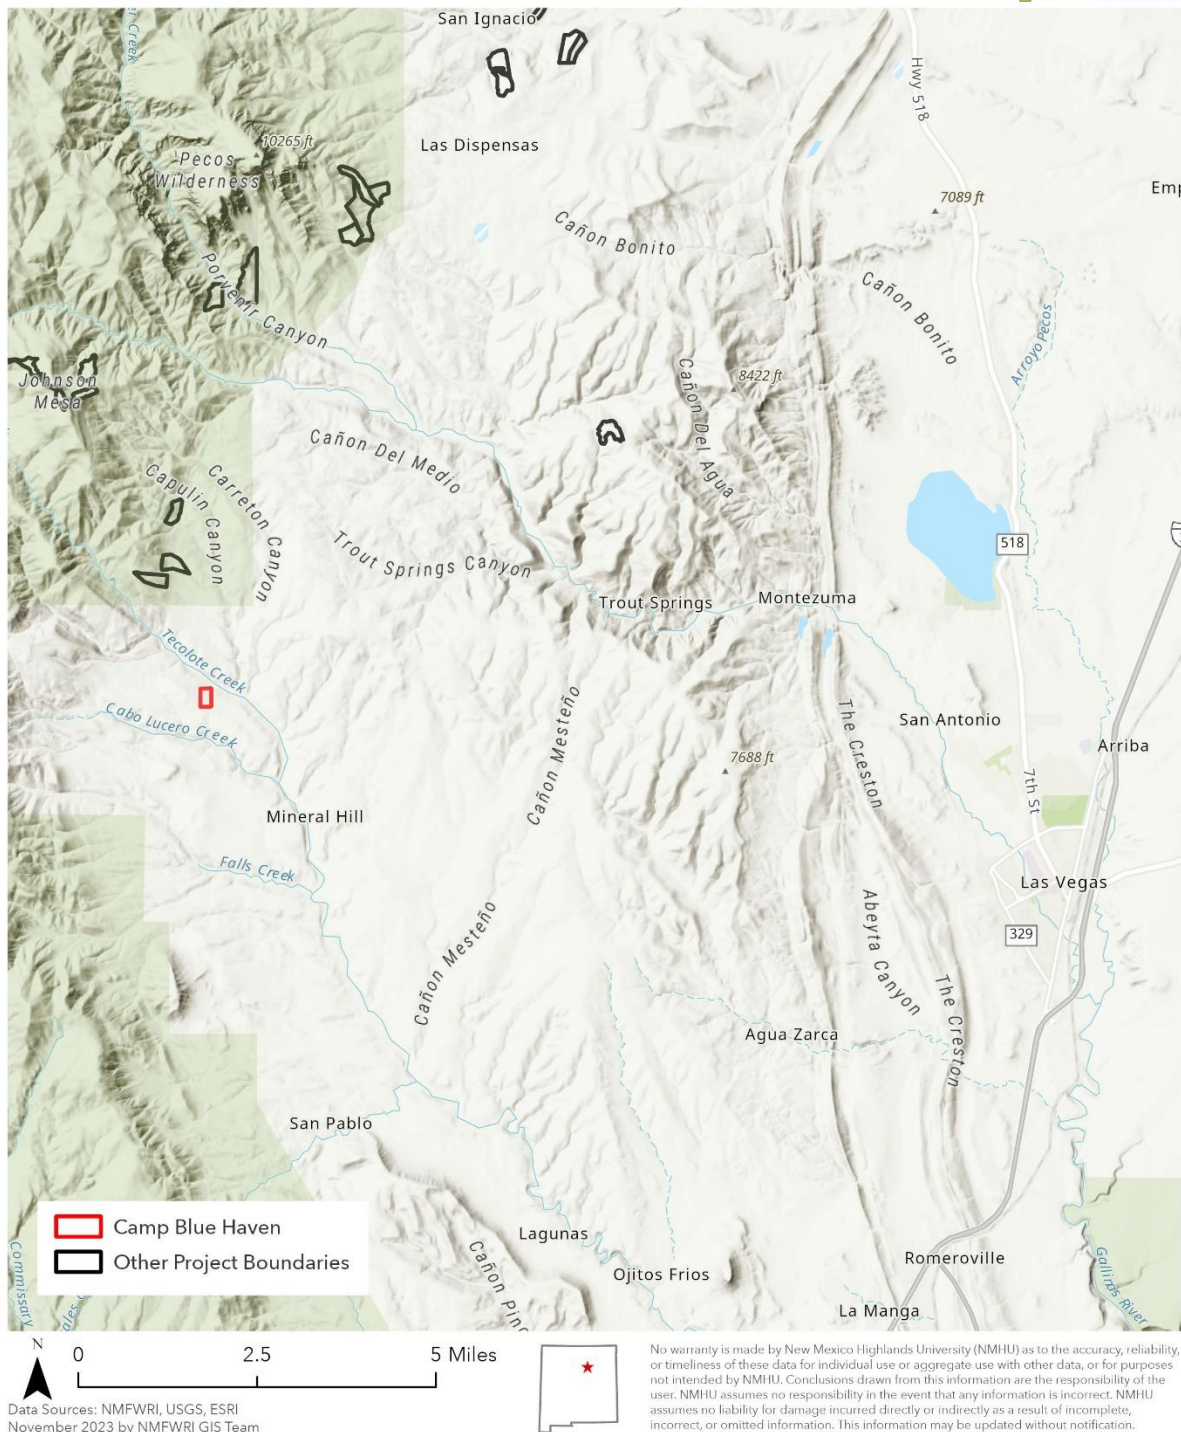 San Ignacio
Hwy 518
10265 ft
Pecos
Wilderness
Las Dispensas
7089 ft
Cañon Bonito
Porvenir Canyon
Cañon Bonito
Arroyo Pecos
Johnson
Mesa
8422 ft
Cañon Del Agua
Cañon Del Medio
Capulin Canyon
Carreton Canyon
Trout Springs Canyon
518
Trout Springs
Montezuma
Tecolote Creek
Cabo Lucero Creek
Cañon Mesteño
The Creston
San Antonio
Arriba
7688 ft
7th St
Mineral Hill
Falls Creek
Las Vegas
Abeyta Canyon
329
Cañon Mesteño
The Creston
Agua Zarca
San Pablo
Camp Blue Haven
Other Project Boundaries
Lagunas
Ojitos Frios
Romeroville
La Manga
Gallinas River
Commissary
N
0 2.5 5 Miles
Data Sources: NMFWRI, USGS, ESRI
November 2023 by NMFWRI GIS Team
No warranty is made by New Mexico Highlands University (NMHU) as to the accuracy, reliability,
or timeliness of these data for individual use or aggregate use with other data, or for purposes
not intended by NMHU. Conclusions drawn from this information are the responsibility of the
user. NMHU assumes no responsibility in the event that any information is incorrect. NMHU
assumes no liability for damage incurred directly or indirectly as a result of incomplete,
incorrect, or omitted information. This information may be updated without notification.